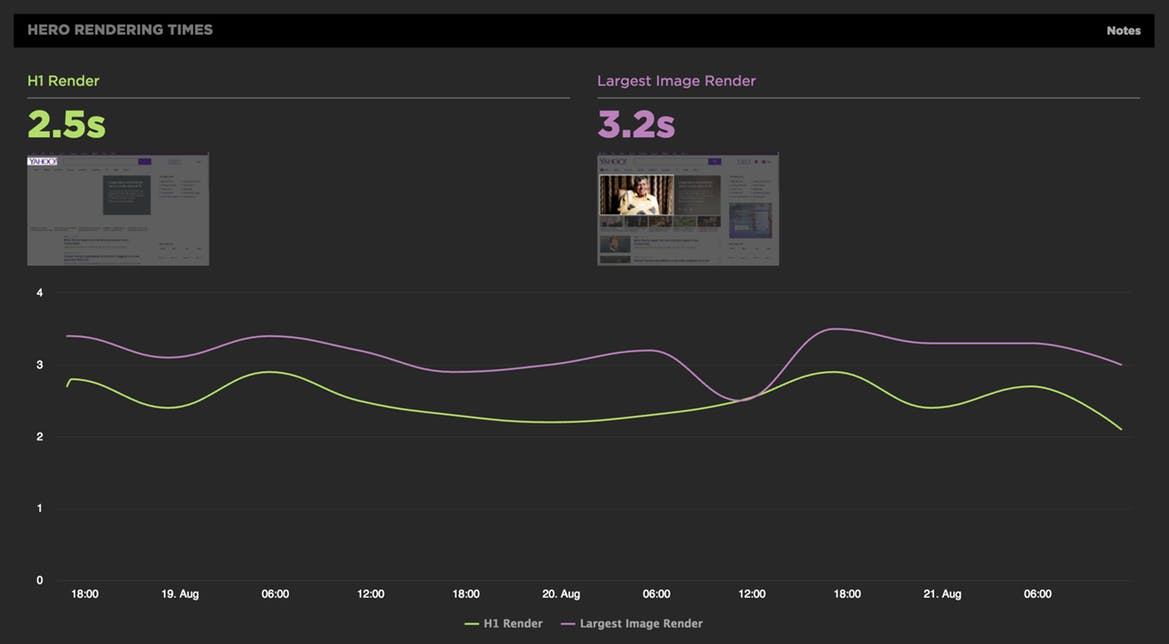 HERO RENDERING TIMES
Notes
H1 Render
Largest Image Render
2.5s
3.2s
YAHOO!
YAHOO!
4
3
2
1
0
18:00 19. Aug 06:00 12:00 18:00 20. Aug 06:00 12:00 18:00 21. Aug 06:00
H1 Render Largest Image Render